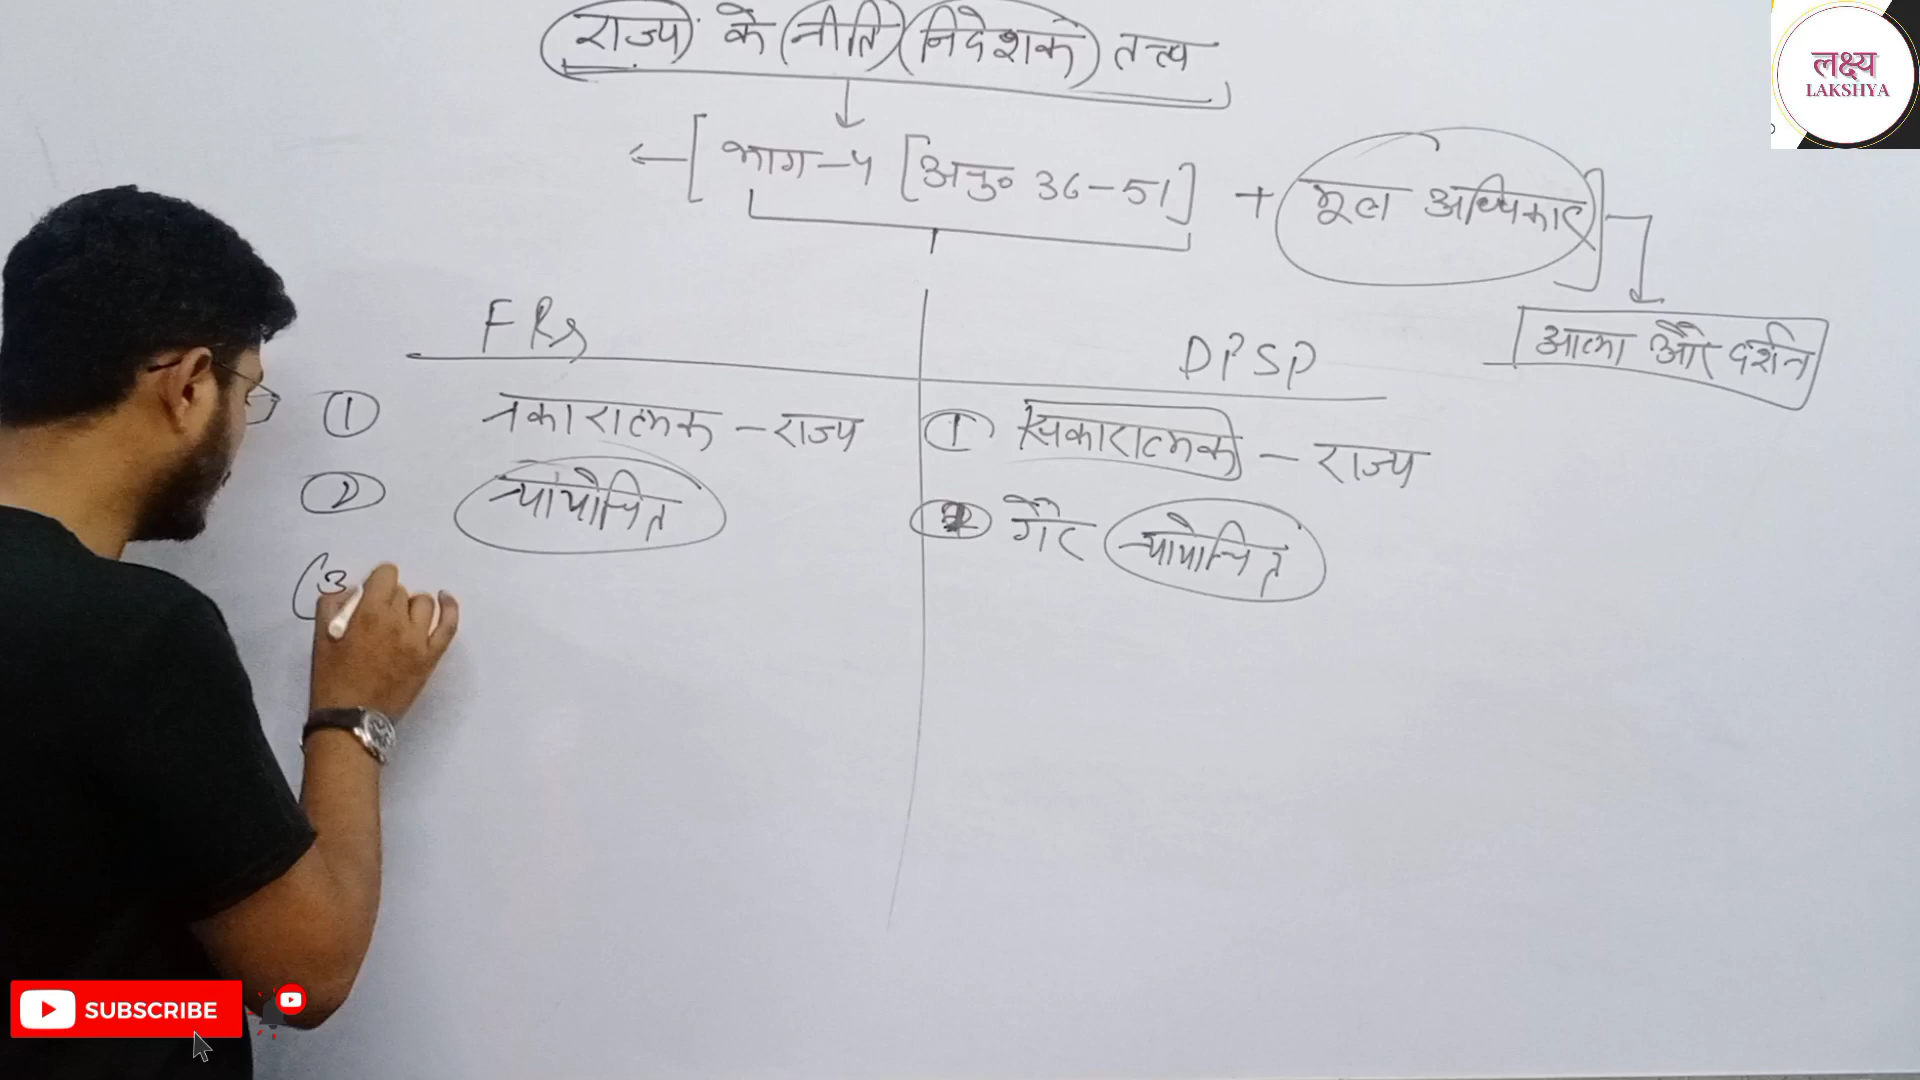 राज्य के नीति निदेशक तत्त्व
लक्ष्य
LAKSHYA
← [ भाग-4 [अनु० 36-51] + मूल अधिकार ]
आत्मा और दर्शन
FRs
DPSP
① नकारात्मक - राज्य
① सकारात्मक - राज्य
② न्यायोचित
② गैर न्यायोचित
(3
SUBSCRIBE